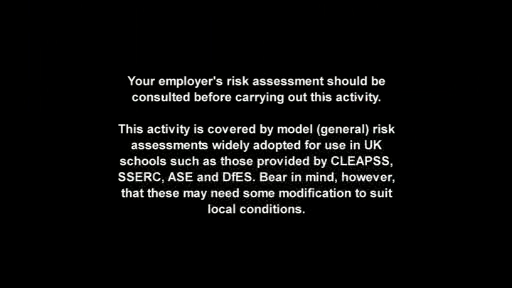 Your employer's risk assessment should be
consulted before carrying out this activity.
This activity is covered by model (general) risk
assessments widely adopted for use in UK
schools such as those provided by CLEAPSS,
SSERC, ASE and DfES. Bear in mind, however,
that these may need some modification to suit
local conditions.